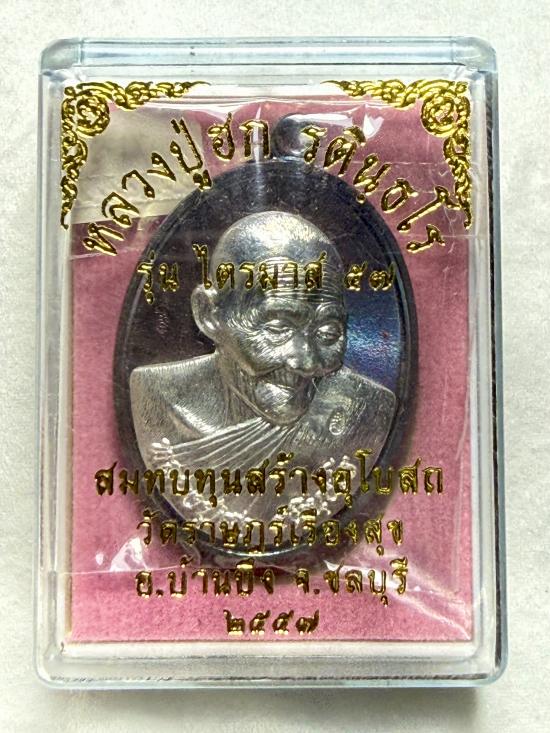 หลวงปู่ฮก รตินฺธโร
รุ่น ไตรมาส ๕๗
สมทบทุนสร้างอุโบสถ
วัดราษฎร์เรืองสุข
อ.บ้านบึง จ.ชลบุรี
๒๕๕๗